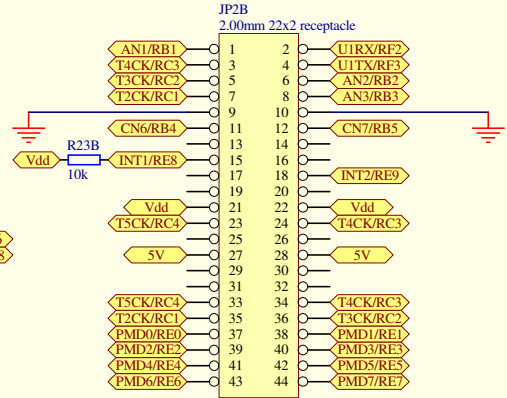 JP2B
2.00mm 22x2 receptacle
AN1/RB1 1 2 U1RX/RF2
T4CK/RC3 3 4 U1TX/RF3
T3CK/RC2 5 6 AN2/RB2
T2CK/RC1 7 8 AN3/RB3
9 10
CN6/RB4 11 12 CN7/RB5
13 14
R23B
Vdd INT1/RE8 15 16
10k
17 18 INT2/RE9
19 20
Vdd 21 22 Vdd
T5CK/RC4 23 24 T4CK/RC3
25 26
5V 27 28 5V
8
29 30
31 32
T5CK/RC4 33 34 T4CK/RC3
T2CK/RC1 35 36 T3CK/RC2
PMD0/RE0 37 38 PMD1/RE1
PMD2/RE2 39 40 PMD3/RE3
PMD4/RE4 41 42 PMD5/RE5
PMD6/RE6 43 44 PMD7/RE7